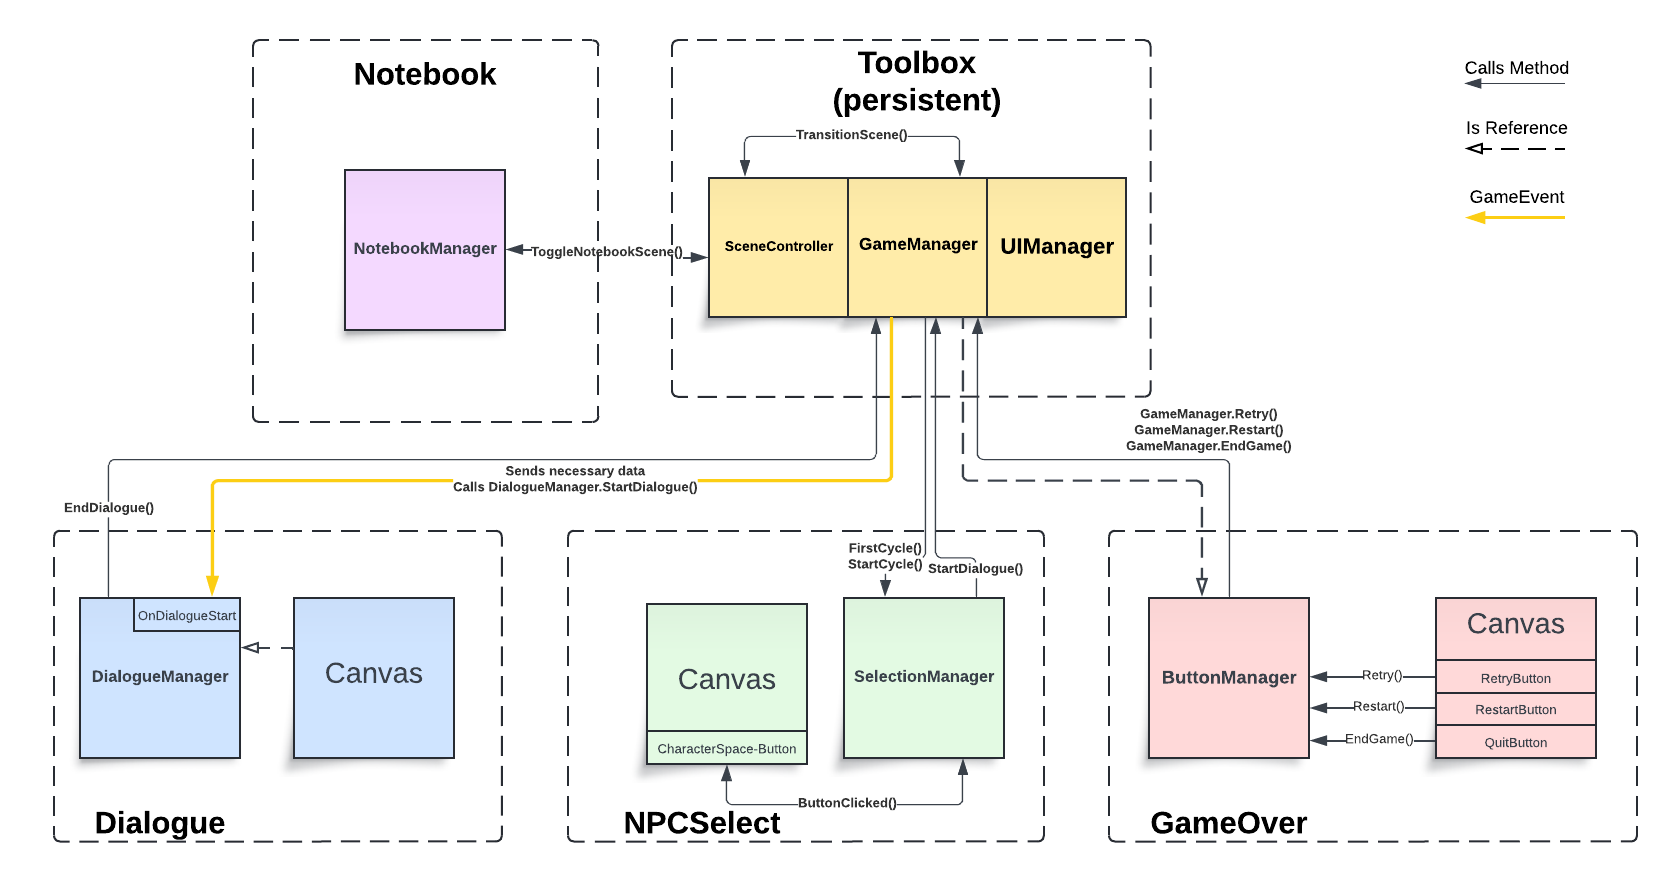 Notebook
Toolbox
(persistent)
Calls Method
Is Reference
GameEvent
TransitionScene()
NotebookManager
ToggleNotebookScene()
SceneController
GameManager
UIManager
GameManager.Retry()
GameManager.Restart()
GameManager.EndGame()
Sends necessary data
Calls DialogueManager.StartDialogue()
EndDialogue()
FirstCycle()
StartCycle()
StartDialogue()
OnDialogueStart
DialogueManager
Canvas
Dialogue
Canvas
CharacterSpace-Button
SelectionManager
ButtonClicked()
NPCSelect
ButtonManager
Canvas
Retry()
RetryButton
Restart()
RestartButton
EndGame()
QuitButton
GameOver